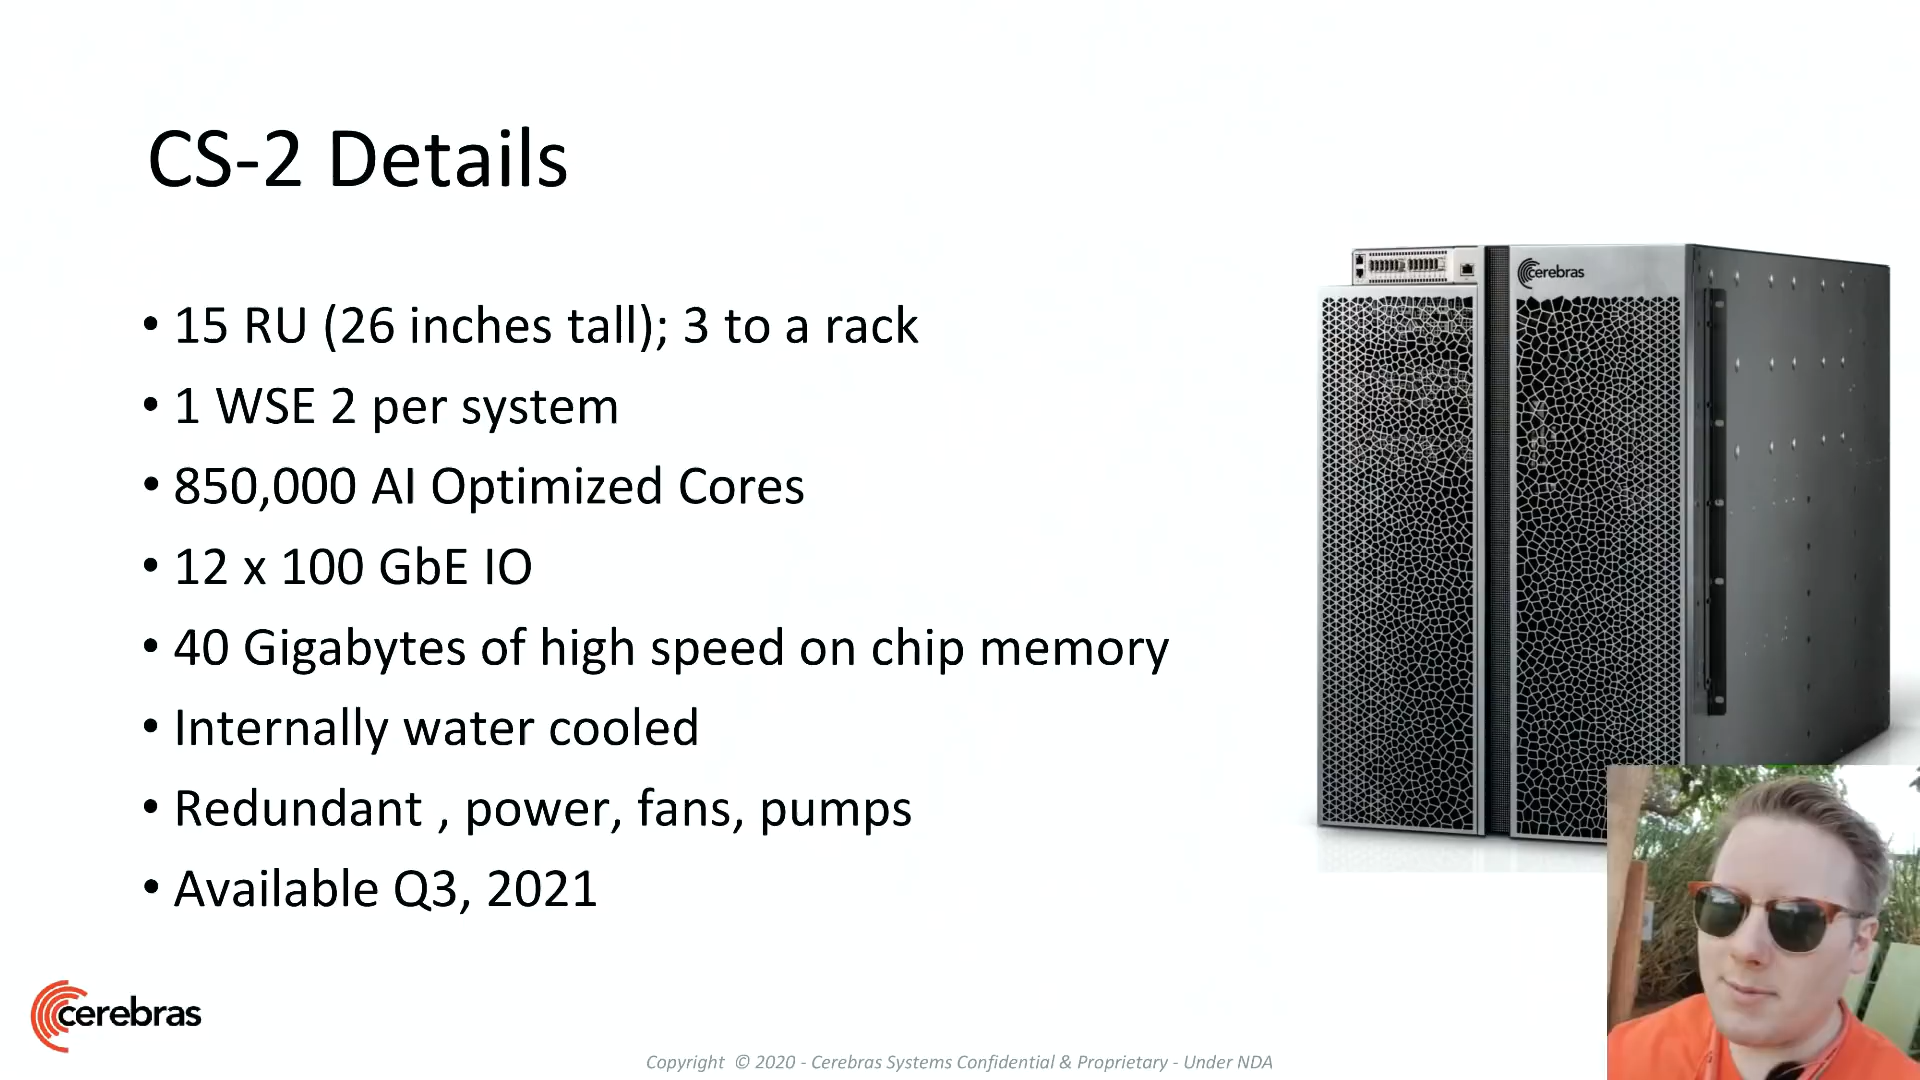 CS-2 Details
• 15 RU (26 inches tall); 3 to a rack
• 1 WSE 2 per system
• 850,000 AI Optimized Cores
• 12 x 100 GbE IO
• 40 Gigabytes of high speed on chip memory
• Internally water cooled
• Redundant , power, fans, pumps
• Available Q3, 2021
cerebras
cerebras
Copyright © 2020 - Cerebras Systems Confidential & Proprietary - Under NDA